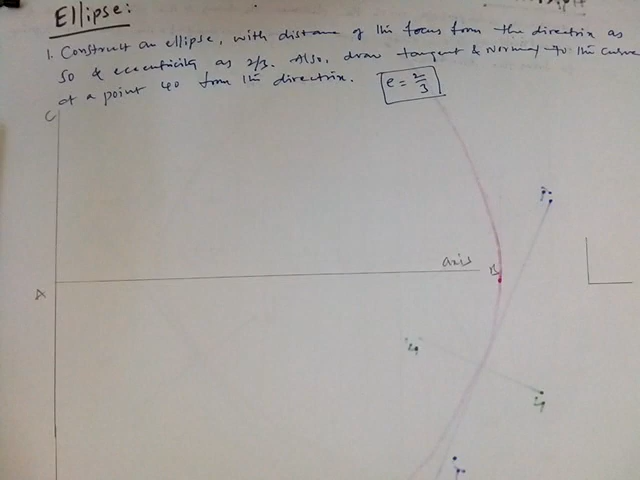 Ellipse:
1. Construct an ellipse, with distance of the focus from the directrix as
50 & eccentricity as 2/3. Also, draw tangent & Normal to the curve
at a point 40 from the directrix. e = 2/3
C
axis B
A